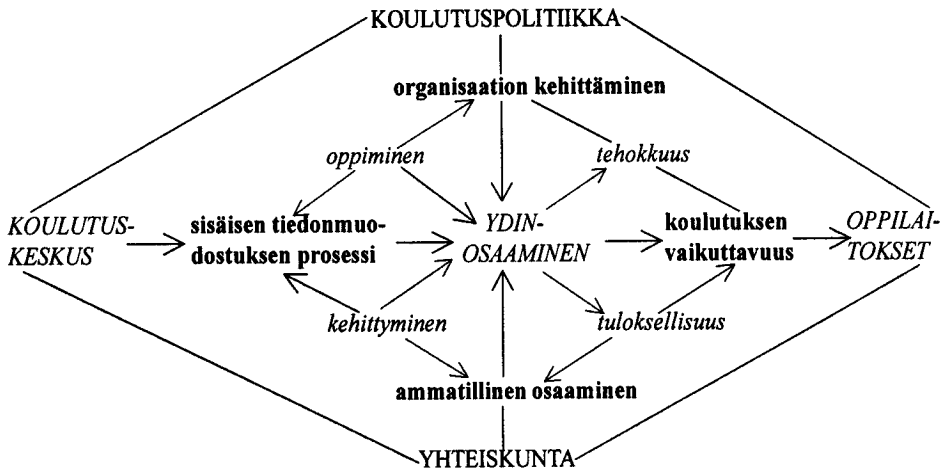 KOULUTUSPOLITIIKKA
organisaation kehittäminen
oppiminen
tehokkuus
KOULUTUS-
KESKUS
sisäisen tiedonmuo-
dostuksen prosessi
YDIN-
OSAAMINEN
koulutuksen
vaikuttavuus
OPPILAI-
TOKSET
kehittyminen
tuloksellisuus
ammatillinen osaaminen
YHTEISKUNTA